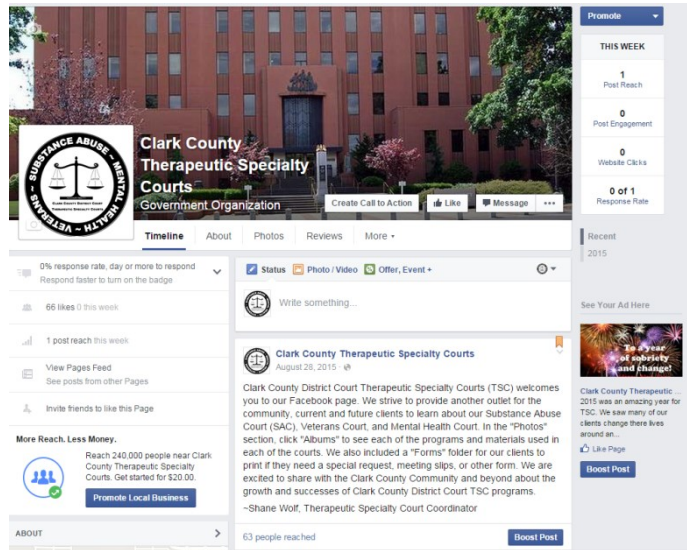 SUBSTANCE ABUSE ~ MENTAL HEALTH ~ VETERANS ~
CLARK COUNTY DISTRICT COURT
THERAPEUTIC SPECIALTY COURTS
Clark County
Therapeutic Specialty
Courts
Government Organization
Create Call to Action
Like
Message
Timeline
About
Photos
Reviews
More
Promote
THIS WEEK
1
Post Reach
0
Post Engagement
0
Website Clicks
0 of 1
Response Rate
Recent
2015
0% response rate, day or more to respond
Respond faster to turn on the badge
66 likes 0 this week
1 post reach this week
View Pages Feed
See posts from other Pages
Invite friends to like this Page
More Reach. Less Money.
Reach 240,000 people near Clark
County Therapeutic Specialty
Courts. Get started for $20.00.
Promote Local Business
ABOUT
Status
Photo / Video
Offer, Event +
Write something...
Clark County Therapeutic Specialty Courts
August 28, 2015 ·
Clark County District Court Therapeutic Specialty Courts (TSC) welcomes
you to our Facebook page. We strive to provide another outlet for the
community, current and future clients to learn about our Substance Abuse
Court (SAC), Veterans Court, and Mental Health Court. In the "Photos"
section, click "Albums" to see each of the programs and materials used in
each of the courts. We also included a "Forms" folder for our clients to
print if they need a special request, meeting slips, or other form. We are
excited to share with the Clark County Community and beyond about the
growth and successes of Clark County District Court TSC programs.
~Shane Wolf, Therapeutic Specialty Court Coordinator
63 people reached
Boost Post
See Your Ad Here
To a year
of sobriety
and change!
Clark County Therapeutic ...
2015 was an amazing year for
TSC. We saw many of our
clients change there lives
around an...
Like Page
Boost Post